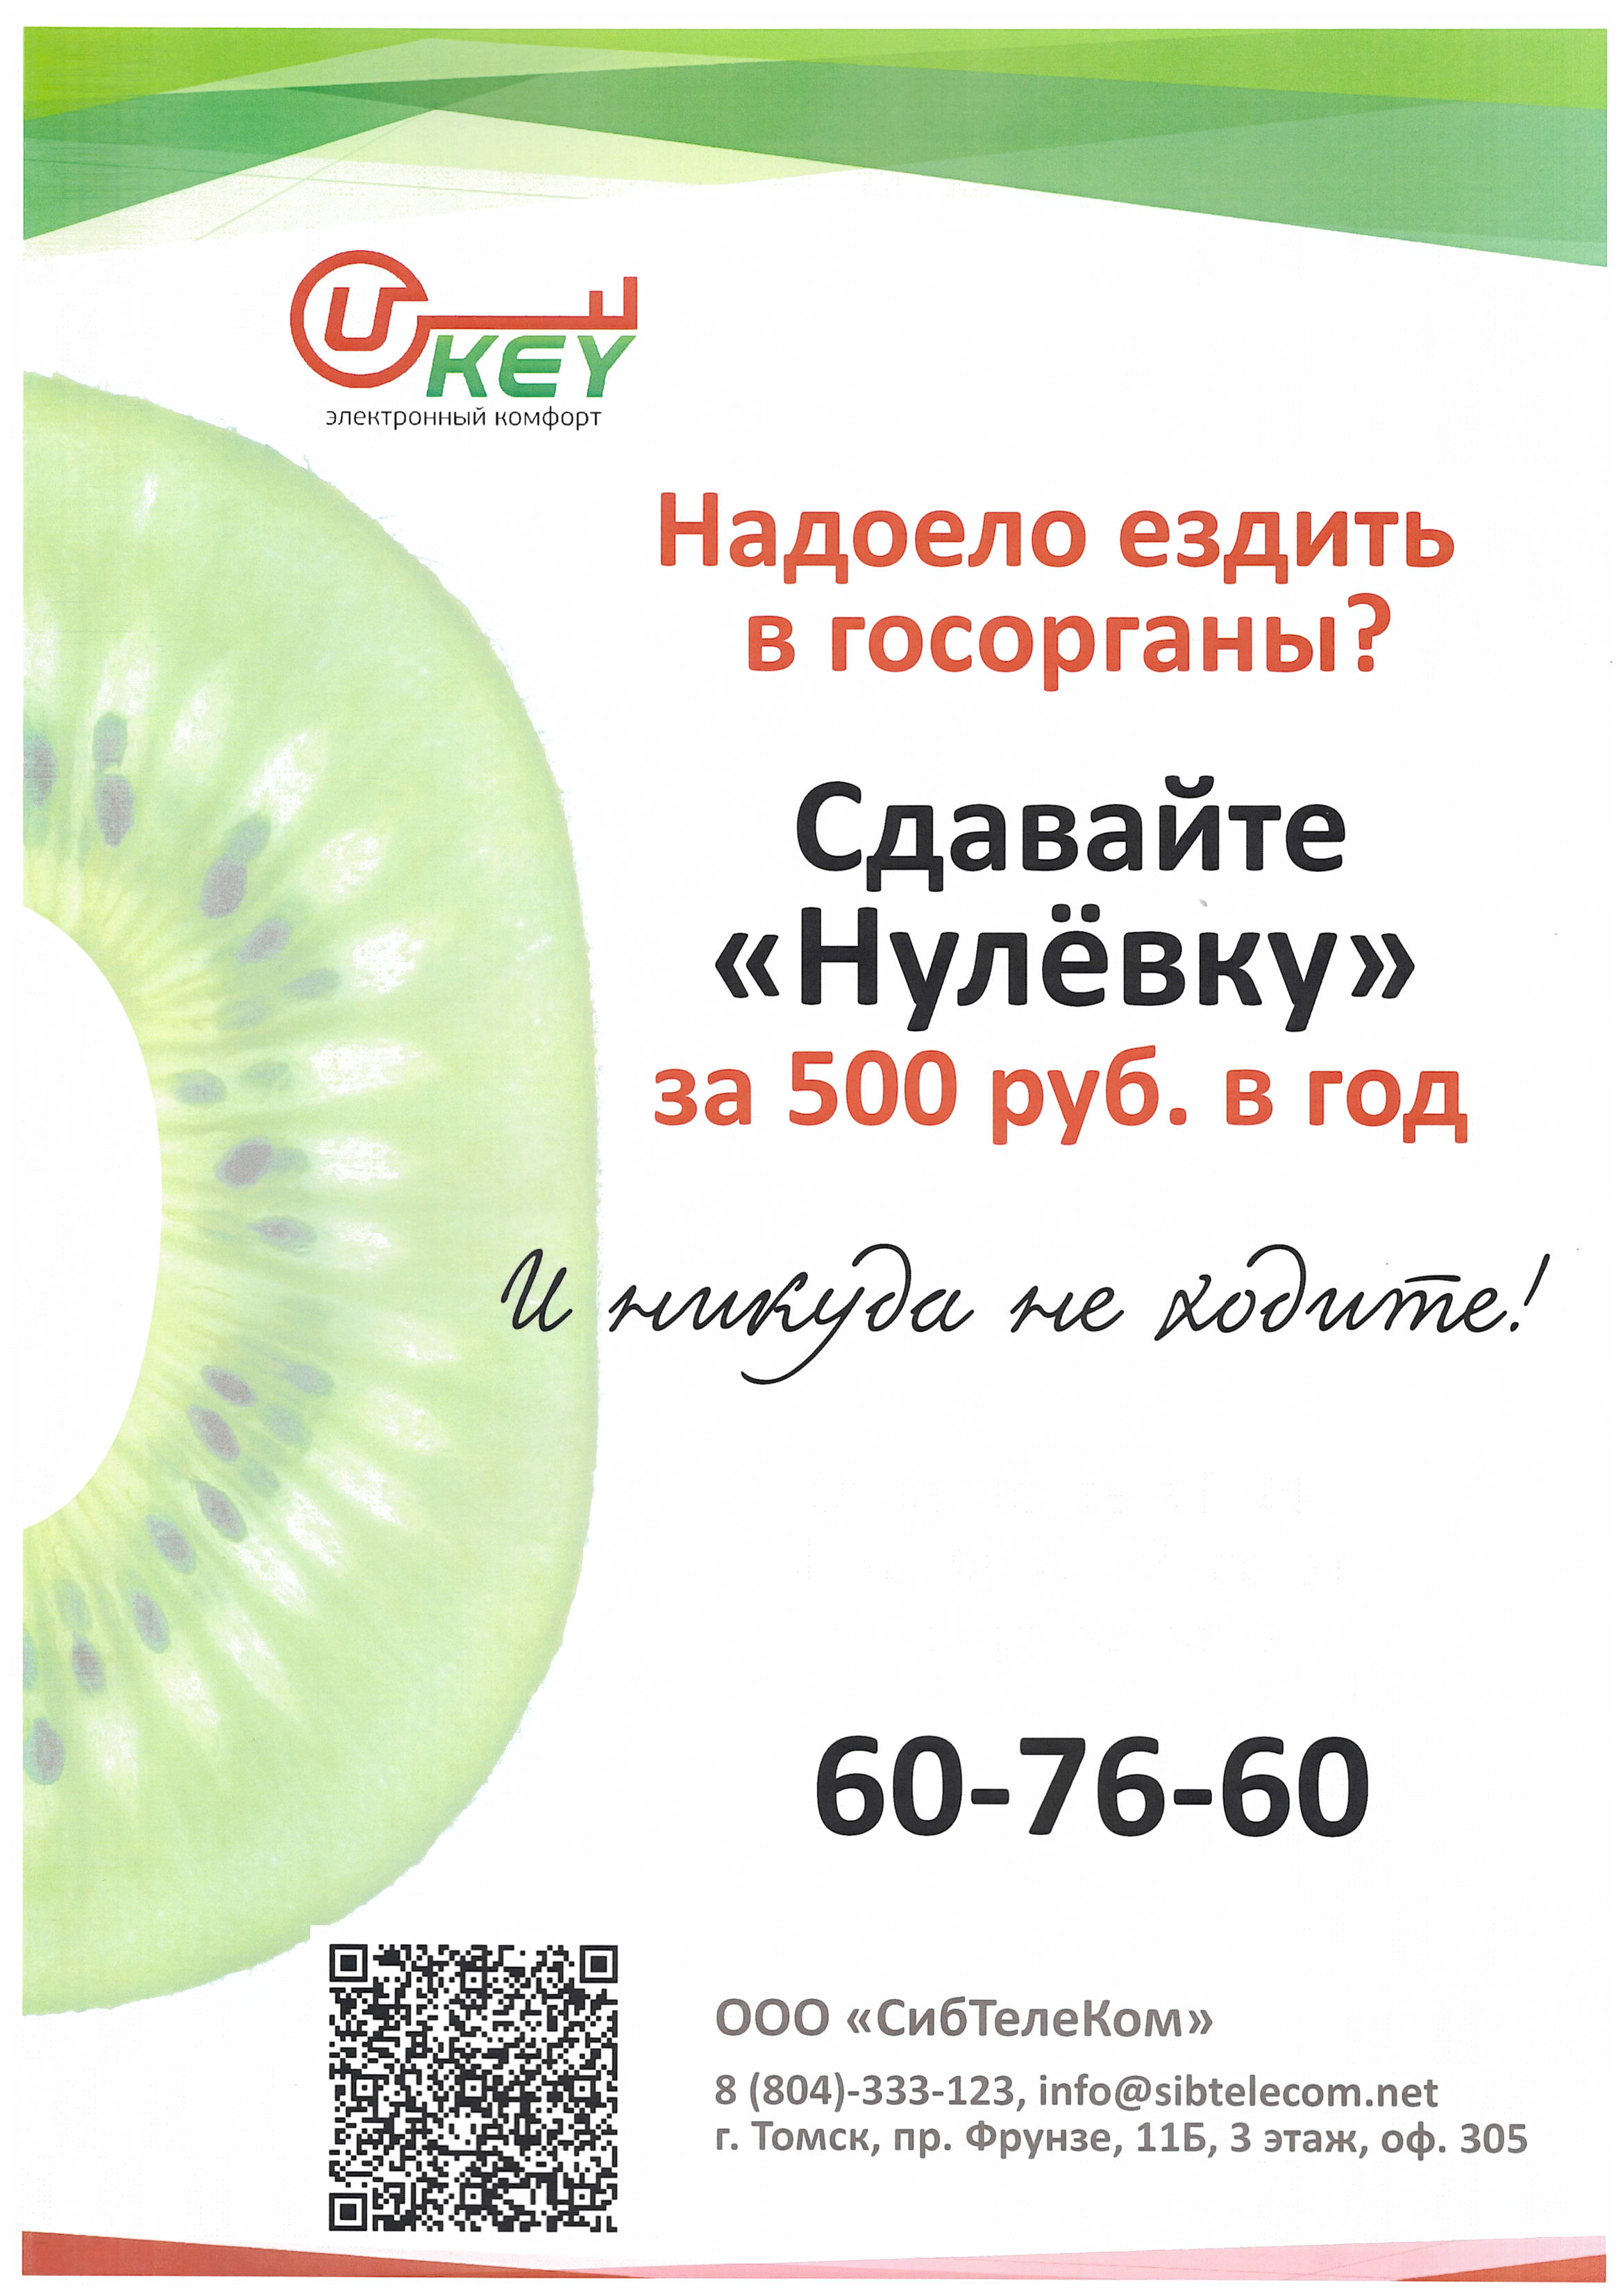 U
KEY
электронный комфорт
Надоело ездить
в госорганы?
Сдавайте
«Нулёвку»
за 500 руб. в год
И никуда не ходите!
60-76-60
ООО «СибТелеКом»
8 (804)-333-123, info@sibtelecom.net
г. Томск, пр. Фрунзе, 11Б, 3 этаж, оф. 305